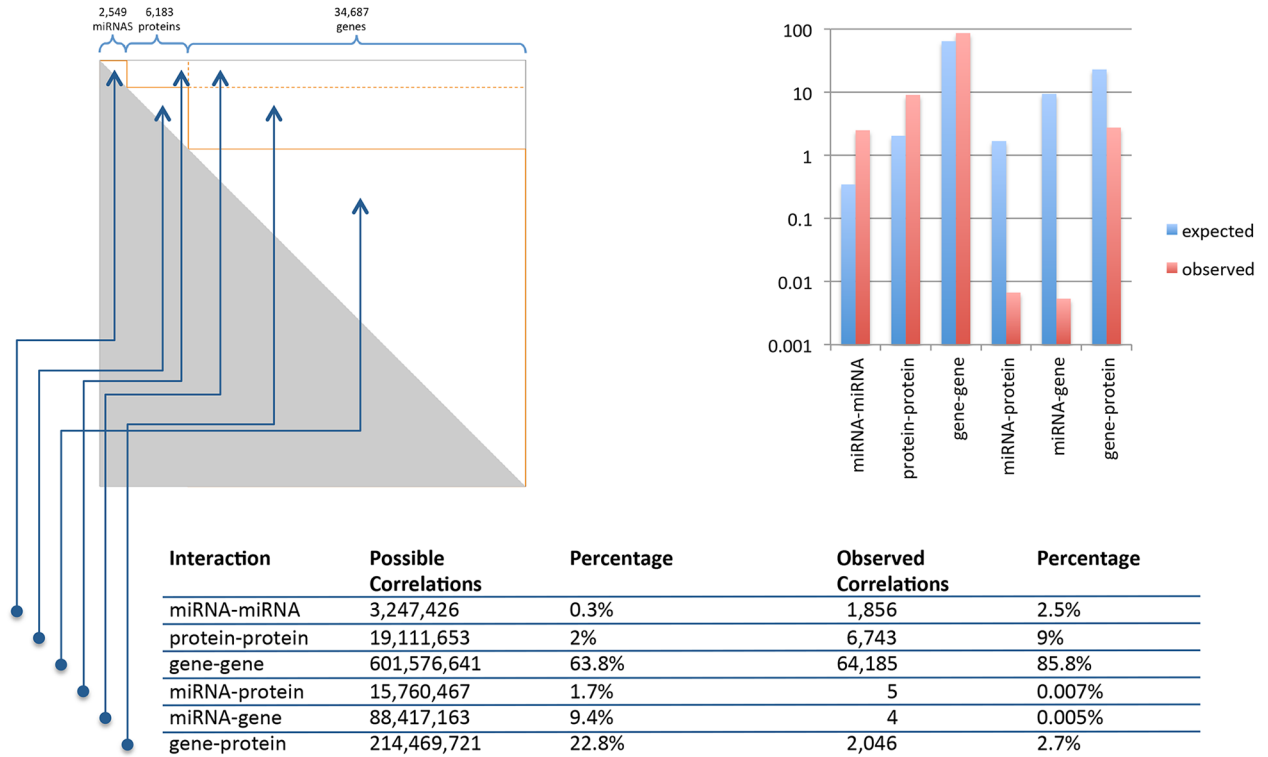 2,549 6,183 34,687
miRNAS proteins genes
100
10
1
0.1
0.01
0.001
miRNA-miRNA
protein-protein
gene-gene
miRNA-protein
miRNA-gene
gene-protein
expected
observed
Interaction Possible Percentage Observed Percentage
Correlations Correlations
miRNA-miRNA 3,247,426 0.3% 1,856 2.5%
protein-protein 19,111,653 2% 6,743 9%
gene-gene 601,576,641 63.8% 64,185 85.8%
miRNA-protein 15,760,467 1.7% 5 0.007%
miRNA-gene 88,417,163 9.4% 4 0.005%
gene-protein 214,469,721 22.8% 2,046 2.7%